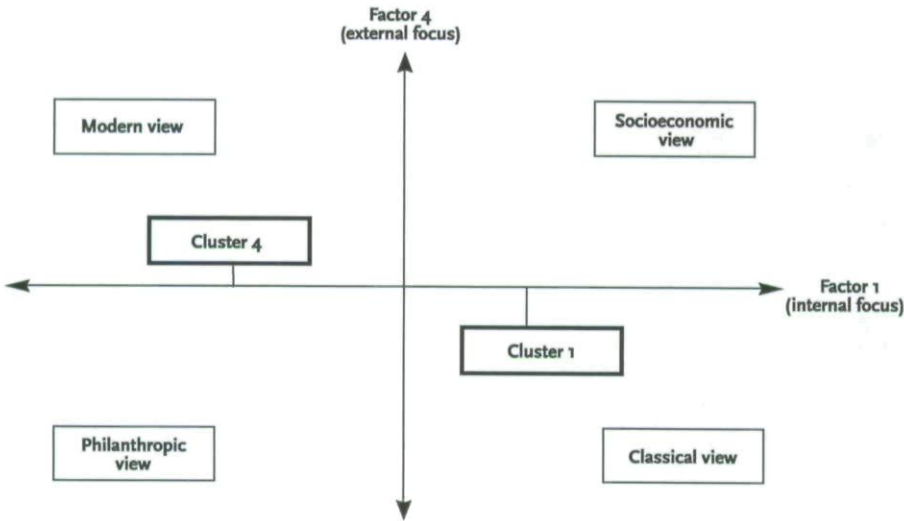 Factor 4
(external focus)
Modern view
Socioeconomic
view
Cluster 4
Factor 1
(internal focus)
Cluster 1
Philanthropic
view
Classical view